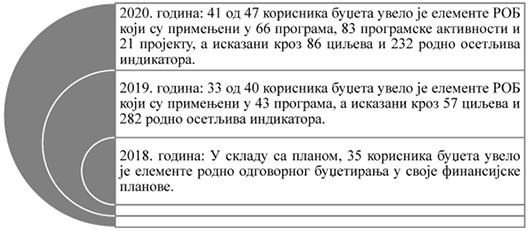 2020. година: 41 од 47 корисника буџета увело је елементе РОБ
који су примењени у 66 програма, 83 програмске активности и
21 пројекту, а исказани кроз 86 циљева и 232 родно осетљива
индикатора.
2019. година: 33 од 40 корисника буџета увело је елементе РОБ
који су примењени у 43 програма, а исказани кроз 57 циљева и
282 родно осетљива индикатора.
2018. година: У складу са планом, 35 корисника буџета увело
је елементе родно одговорног буџетирања у своје финансијске
планове.